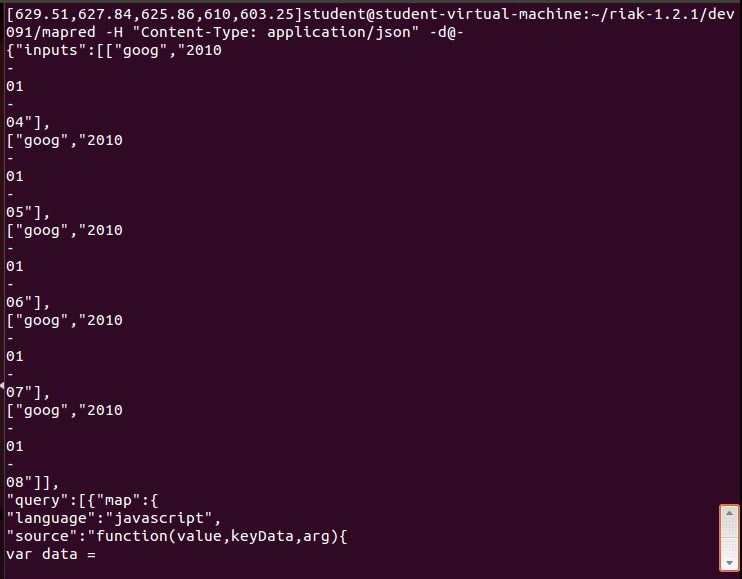 [629.51,627.84,625.86,610,603.25]student@student-virtual-machine:~/riak-1.2.1/dev
091/mapred -H "Content-Type: application/json" -d@-
{"inputs":[["goog","2010
-
01
-
04"],
["goog","2010
-
01
-
05"],
["goog","2010
-
01
-
06"],
["goog","2010
-
01
-
07"],
["goog","2010
-
01
-
08"]],
"query":[{"map":{
"language":"javascript",
"source":"function(value,keyData,arg){
var data =